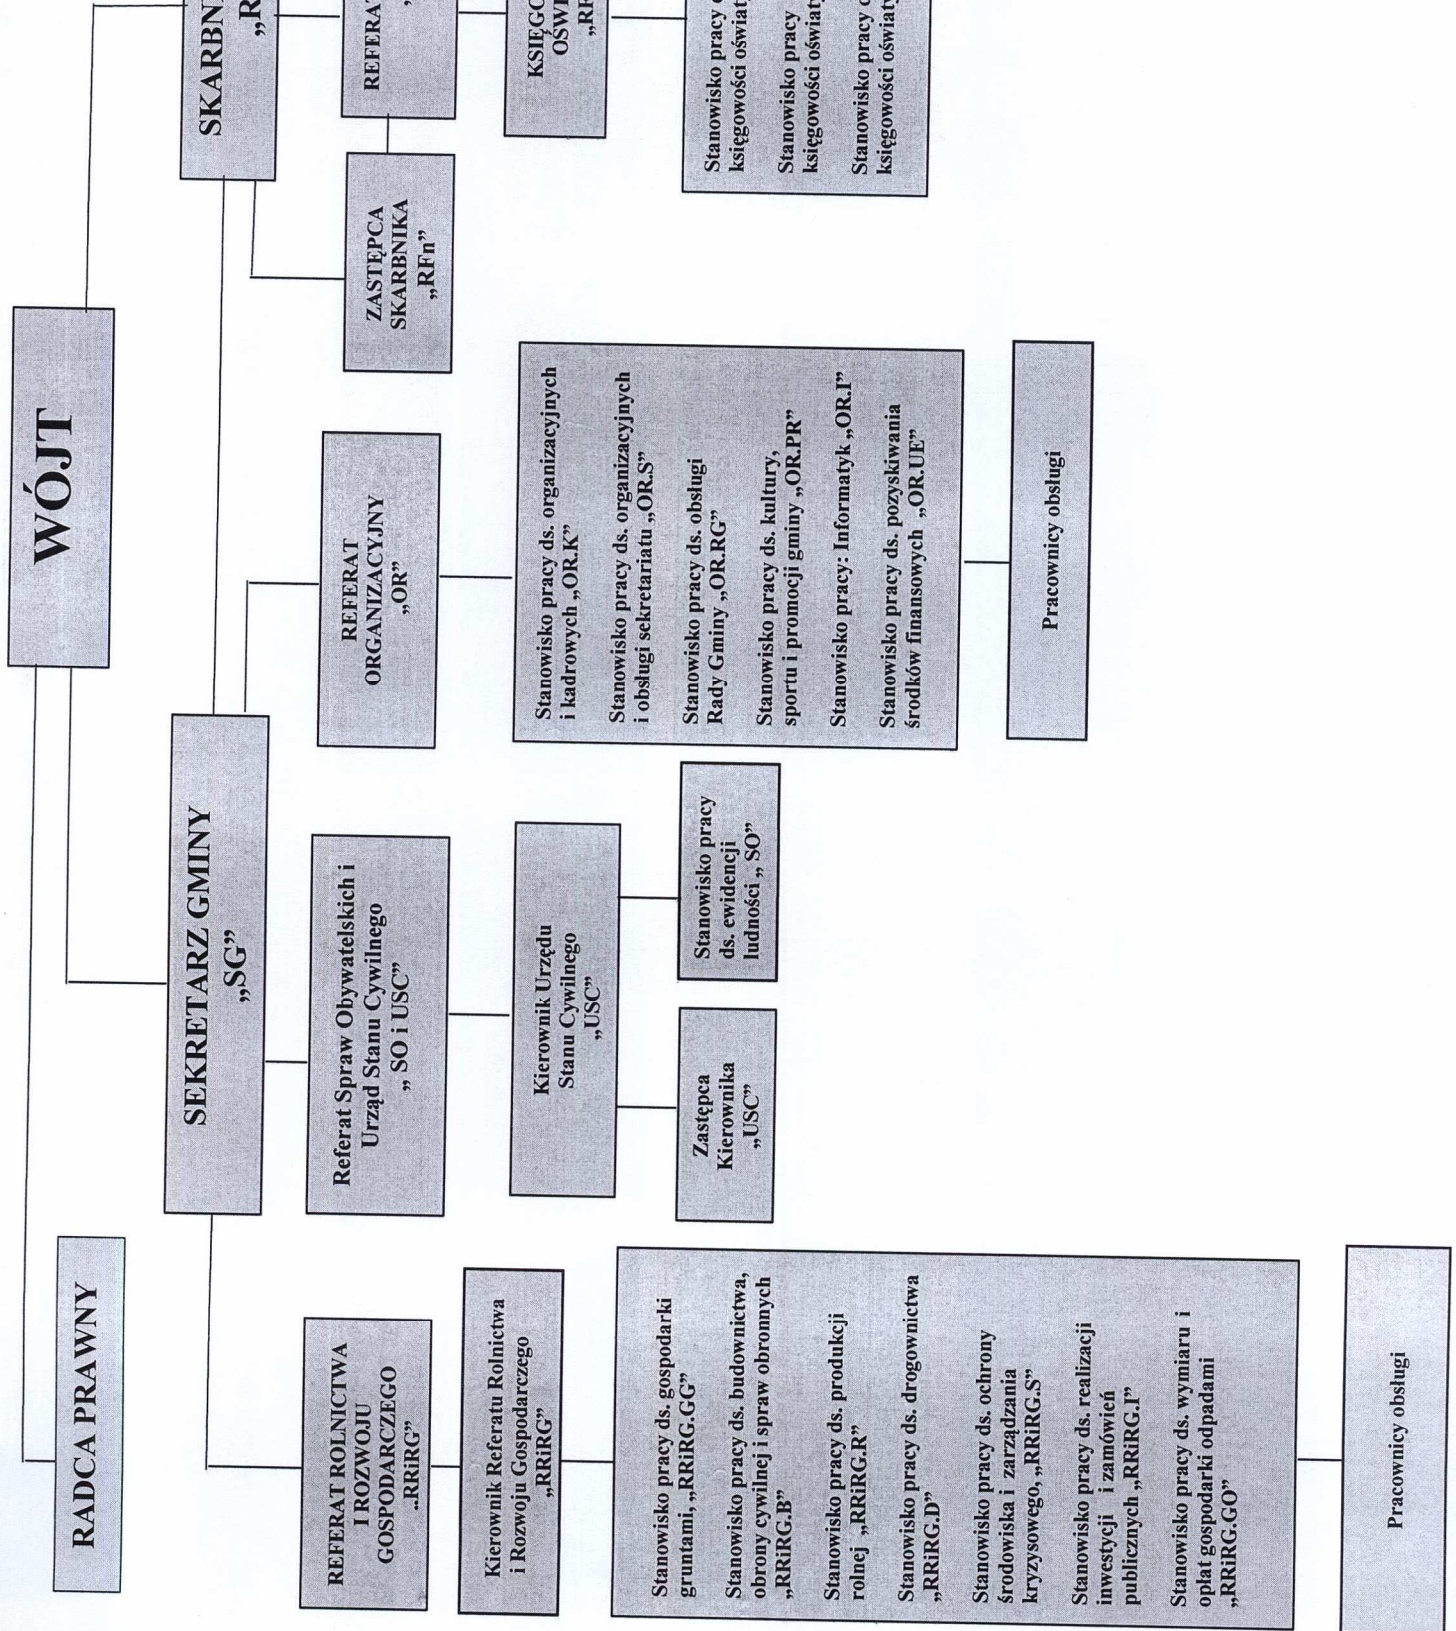 WÓJT
RADCA PRAWNY
SEKRETARZ GMINY
„SG”
REFERAT ROLNICTWA
I ROZWOJU
GOSPODARCZEGO
„RRiRG”
Kierownik Referatu Rolnictwa
i Rozwoju Gospodarczego
„RRiRG”
Stanowisko pracy ds. gospodarki
gruntami, „RRiRG.GG”
Stanowisko pracy ds. budownictwa,
obrony cywilnej i spraw obronnych
„RRiRG.B”
Stanowisko pracy ds. produkcji
rolnej „RRiRG.R”
Stanowisko pracy ds. drogownictwa
„RRiRG.D”
Stanowisko pracy ds. ochrony
środowiska i zarządzania
kryzysowego, „RRiRG.S”
Stanowisko pracy ds. realizacji
inwestycji i zamówień
publicznych „RRiRG.I”
Stanowisko pracy ds. wymiaru i
opłat gospodarki odpadami
„RRiRG.GO”
Pracownicy obsługi
Referat Spraw Obywatelskich i
Urząd Stanu Cywilnego
„ SO i USC”
Kierownik Urzędu
Stanu Cywilnego
„USC”
Zastępca
Kierownika
„USC”
Stanowisko pracy
ds. ewidencji
ludności „ SO”
REFERAT
ORGANIZACYJNY
„OR”
Stanowisko pracy ds. organizacyjnych
i kadrowych „OR.K”
Stanowisko pracy ds. organizacyjnych
i obsługi sekretariatu „OR.S”
Stanowisko pracy ds. obsługi
Rady Gminy „OR.RG”
Stanowisko pracy ds. kultury,
sportu i promocji gminy „OR.PR”
Stanowisko pracy: Informatyk „OR.I”
Stanowisko pracy ds. pozyskiwania
środków finansowych „OR.UE”
Pracownicy obsługi
SKARBN
„R
ZASTĘPCA
SKARBNIKA
„RFn”
REFERAT
„
KSIĘGO
OŚWI
„RF
Stanowisko pracy
księgowości oświaty
Stanowisko pracy
księgowości oświaty
Stanowisko pracy
księgowości oświaty